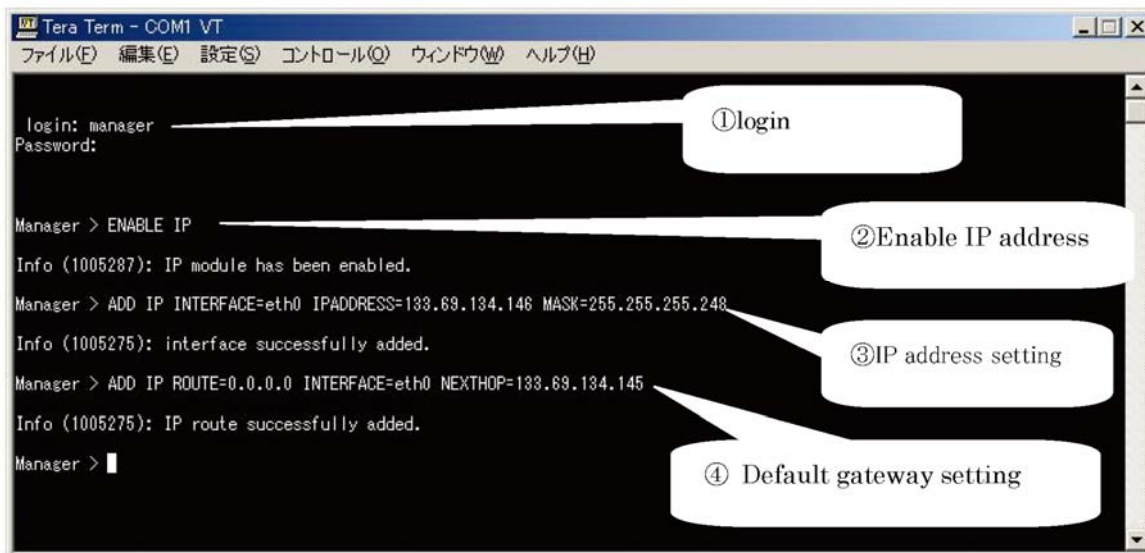 Tera Term - COM1 VT
ファイル(F) 編集(E) 設定(S) コントロール(O) ウィンドウ(W) ヘルプ(H)
login: manager
Password:
①login
Manager > ENABLE IP
②Enable IP address
Info (1005287): IP module has been enabled.
Manager > ADD IP INTERFACE=eth0 IPADDRESS=133.69.134.146 MASK=255.255.255.248
Info (1005275): interface successfully added.
③IP address setting
Manager > ADD IP ROUTE=0.0.0.0 INTERFACE=eth0 NEXTHOP=133.69.134.145
Info (1005275): IP route successfully added.
Manager >
④ Default gateway setting